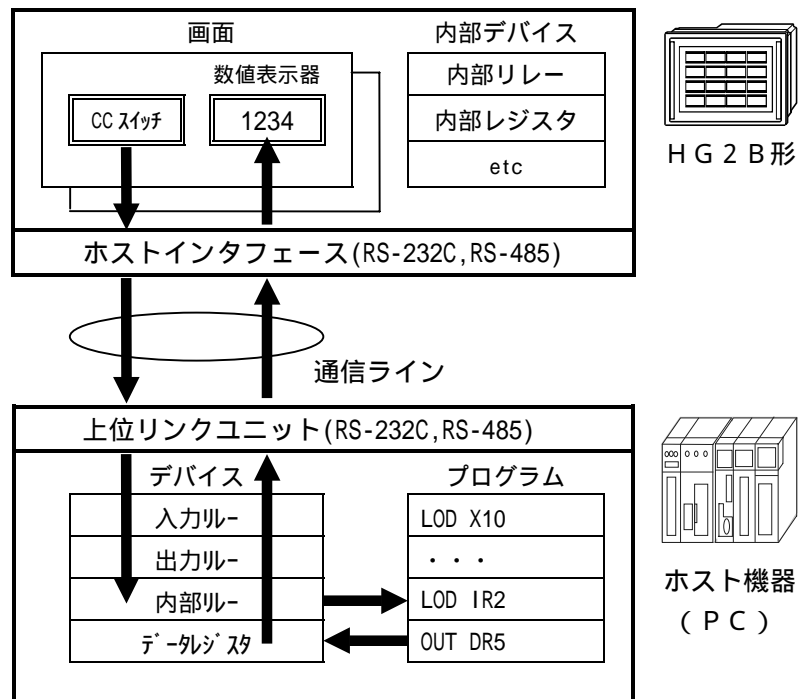 画面
内部デバイス
数値表示器
内部リレー
CC スイッチ
1234
内部レジスタ
etc
HG2B形
ホストインタフェース(RS-232C,RS-485)
通信ライン
上位リンクユニット(RS-232C,RS-485)
デバイス
プログラム
入力リレー
LOD X10
出力リレー
・・・
内部リレー
LOD IR2
データレジスタ
OUT DR5
ホスト機器
(PC)